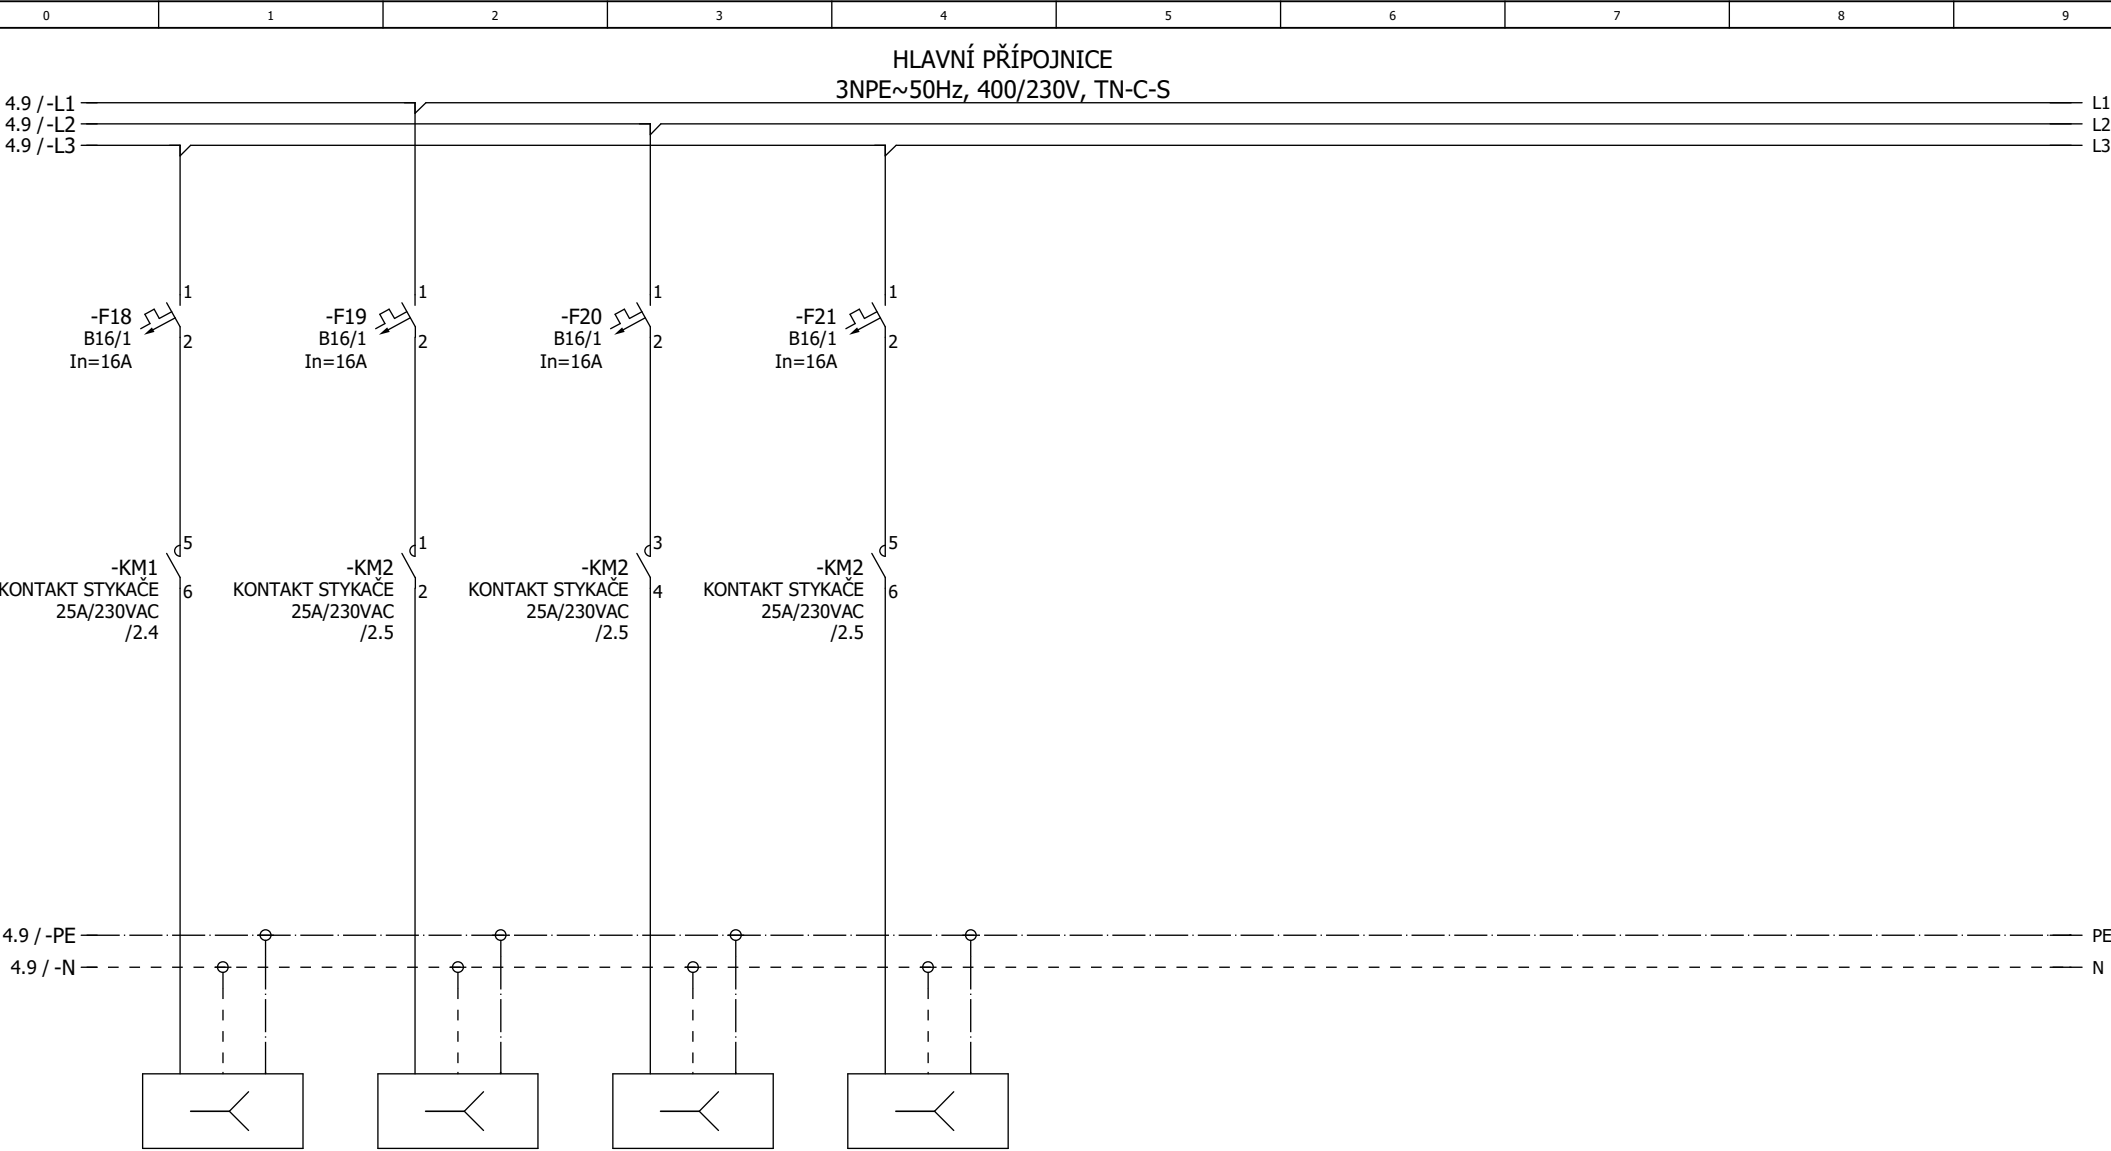 0 1 2 3 4 5 6 7 8 9
HLAVNÍ PŘÍPOJNICE
3NPE~50Hz, 400/230V, TN-C-S
4.9 /-L1 L1
4.9 /-L2 L2
4.9 /-L3 L3
1 1 1 1
-F18 -F19 -F20 -F21
B16/1 B16/1 B16/1 B16/1
2 2 2 2
In=16A In=16A In=16A In=16A
5 1 3 5
-KM1 -KM2 -KM2 -KM2
KONTAKT STYKAČE KONTAKT STYKAČE KONTAKT STYKAČE KONTAKT STYKAČE
6 2 4 6
25A/230VAC 25A/230VAC 25A/230VAC 25A/230VAC
/2.4 /2.5 /2.5 /2.5
4.9 / -PE PE
4.9 / -N N